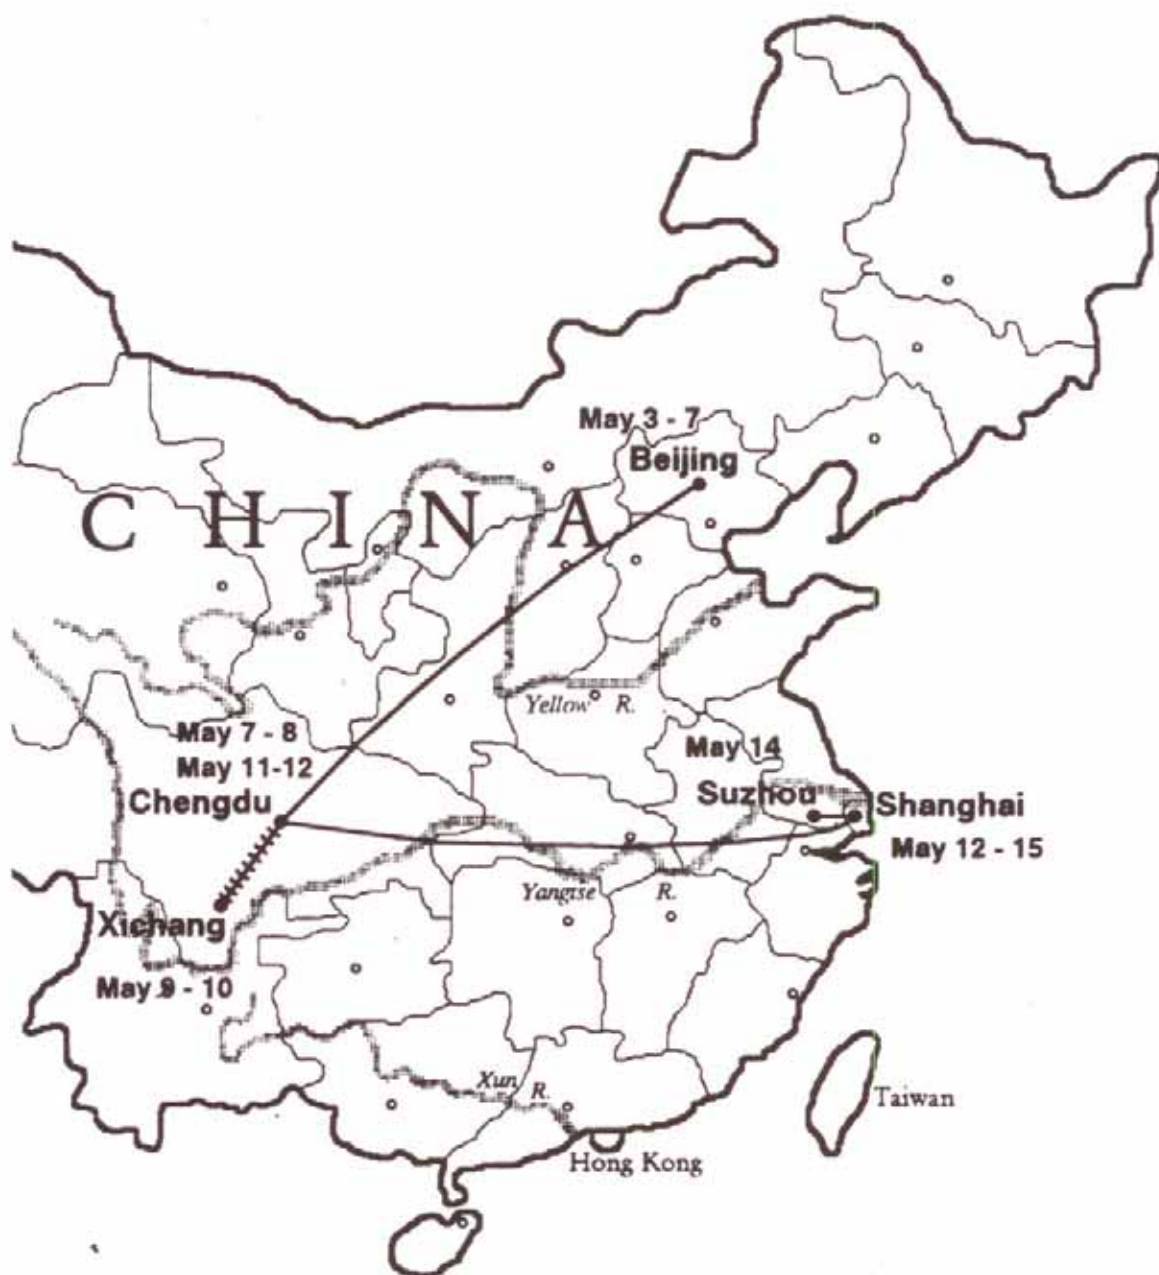 May 3 - 7
Beijing
C H I N A
Yellow R.
May 7 - 8
May 11-12
Chengdu
May 14
Suzhou
Shanghai
May 12 - 15
Yangtse R.
Xichang
May 9 - 10
Xun R.
Taiwan
Hong Kong